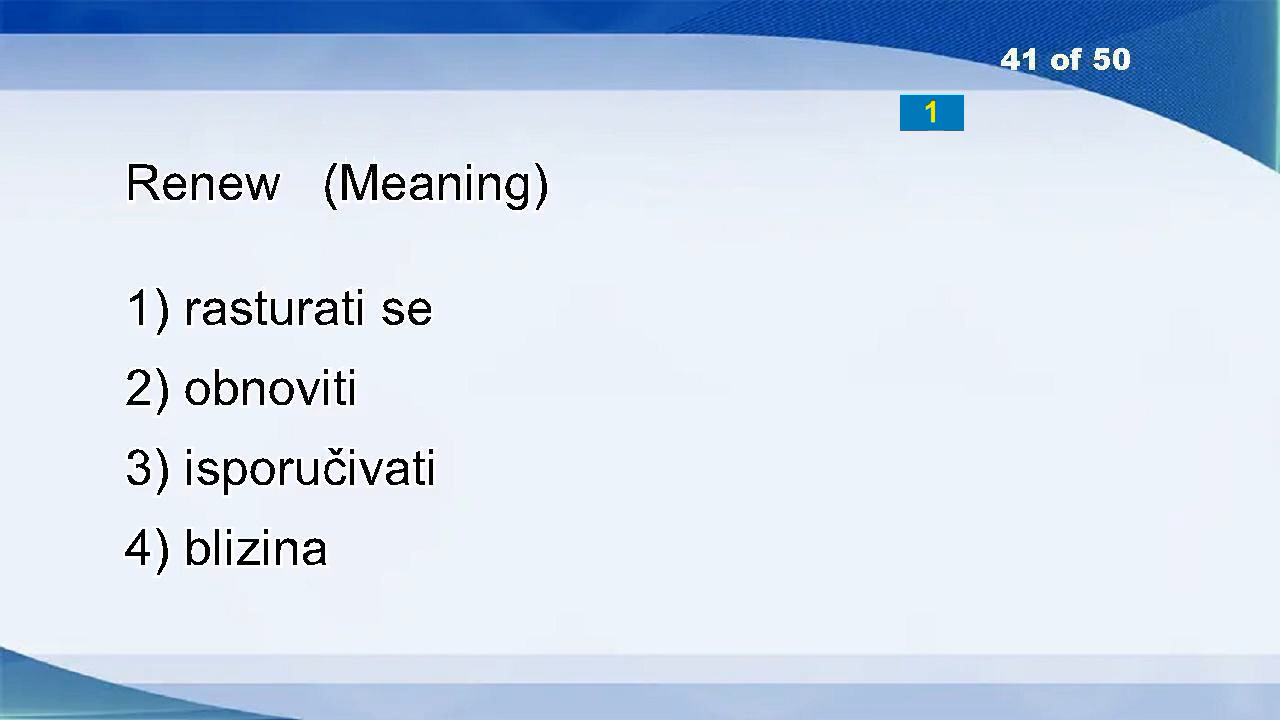 41 of 50
1
Renew (Meaning)
1) rasturati se
2) obnoviti
3) isporučivati
4) blizina